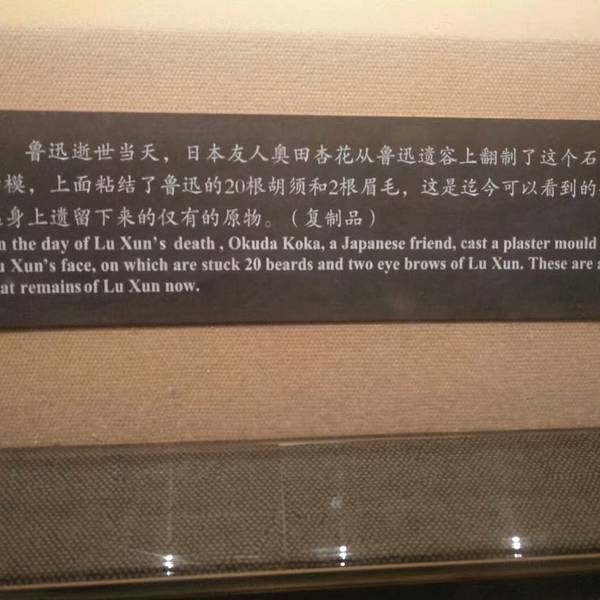 鲁迅逝世当天，日本友人奥田杏花从鲁迅遗容上翻制了这个石
模，上面粘结了鲁迅的20根胡须和2根眉毛，这是迄今可以看到的
身上遗留下来的仅有的原物。（复制品）
n the day of Lu Xun's death , Okuda Koka, a Japanese friend, cast a plaster mould
u Xun's face, on which are stuck 20 beards and two eye brows of Lu Xun. These are a
at remains of Lu Xun now.